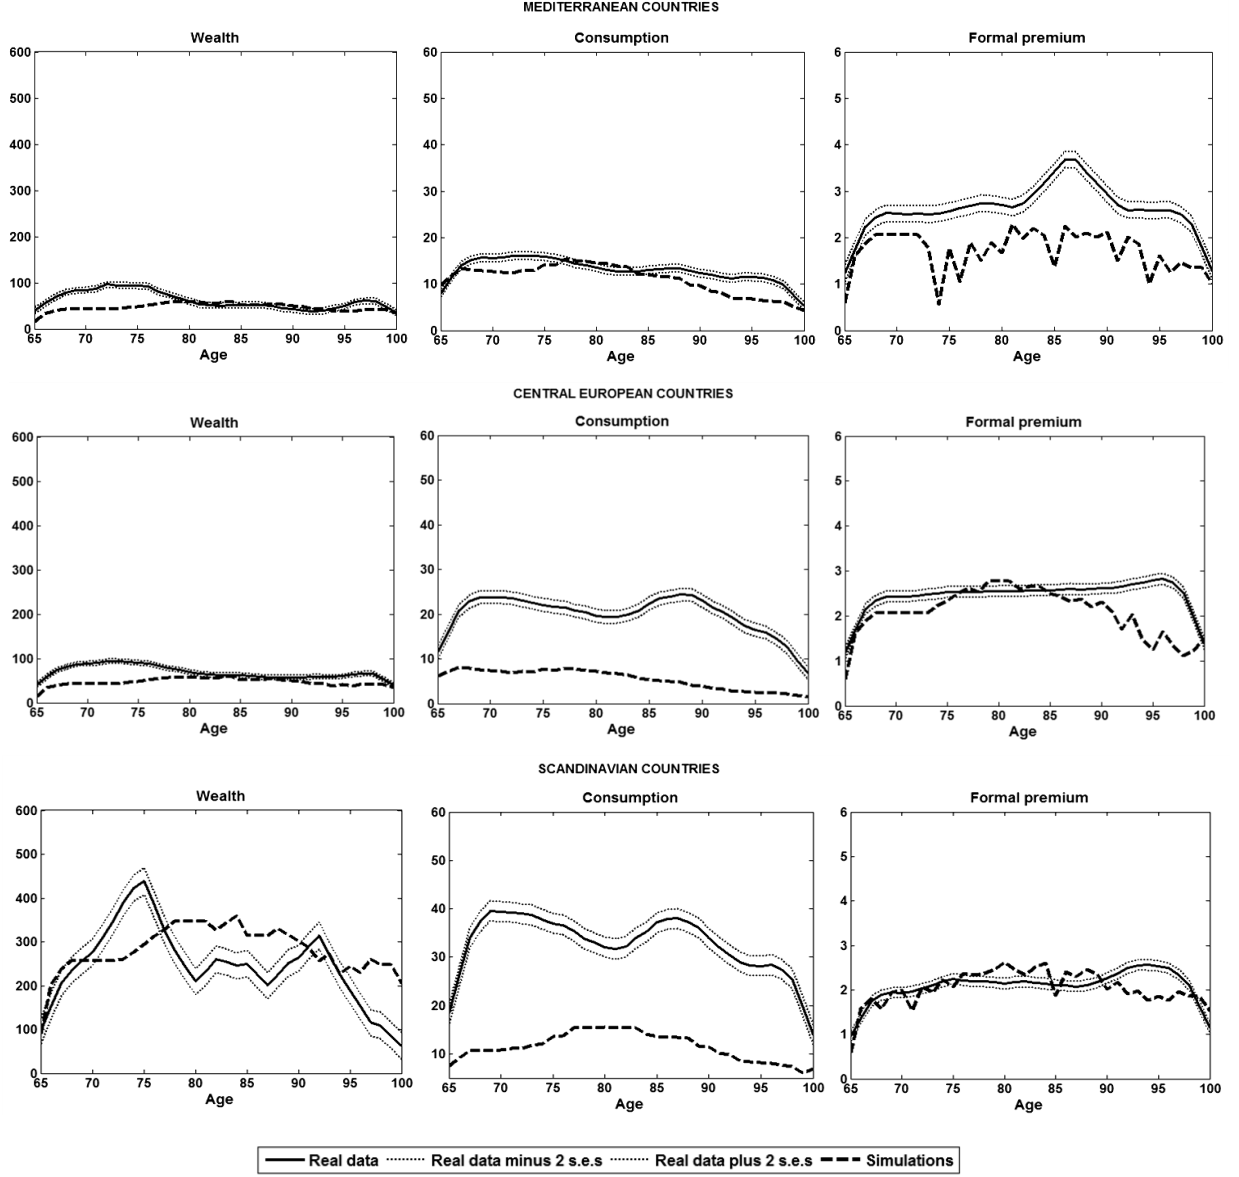 MEDITERRANEAN COUNTRIES
Wealth Consumption Formal premium
600 60 6
500 50 5
400 40 4
300 30 3
200 20 2
100 10 1
0 0 0
65 70 75 80 85 90 95 100 65 70 75 80 85 90 95 100 65 70 75 80 85 90 95 100
Age Age Age
CENTRAL EUROPEAN COUNTRIES
Wealth Consumption Formal premium
600 60 6
500 50 5
400 40 4
300 30 3
200 20 2
100 10 1
0 0 0
65 70 75 80 85 90 95 100 65 70 75 80 85 90 95 100 65 70 75 80 85 90 95 100
Age Age Age
SCANDINAVIAN COUNTRIES
Wealth Consumption Formal premium
600 60 6
500 50 5
400 40 4
300 30 3
200 20 2
100 10 1
0 0
65 70 75 80 85 90 95 100 65 70 75 80 85 90 95 100 65 70 75 80 85 90 95 100
Age Age Age
Real data Real data minus 2 s.e.s Real data plus 2 s.e.s Simulations